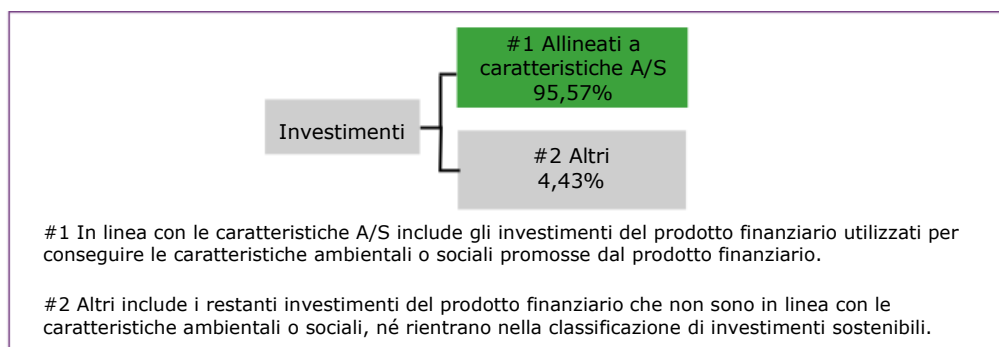 #1 Allineati a
caratteristiche A/S
95,57%
Investimenti
#2 Altri
4,43%
#1 In linea con le caratteristiche A/S include gli investimenti del prodotto finanziario utilizzati per
conseguire le caratteristiche ambientali o sociali promosse dal prodotto finanziario.
#2 Altri include i restanti investimenti del prodotto finanziario che non sono in linea con le
caratteristiche ambientali o sociali, né rientrano nella classificazione di investimenti sostenibili.